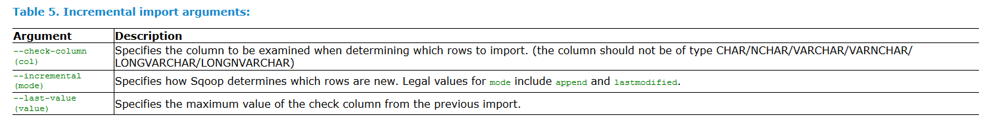 Table 5. Incremental import arguments:
Argument Description
--check-column (col) Specifies the column to be examined when determining which rows to import. (the column should not be of type CHAR/NCHAR/VARCHAR/VARNCHAR/
LONGVARCHAR/LONGNVARCHAR)
--incremental (mode) Specifies how Sqoop determines which rows are new. Legal values for mode include append and lastmodified.
--last-value (value) Specifies the maximum value of the check column from the previous import.